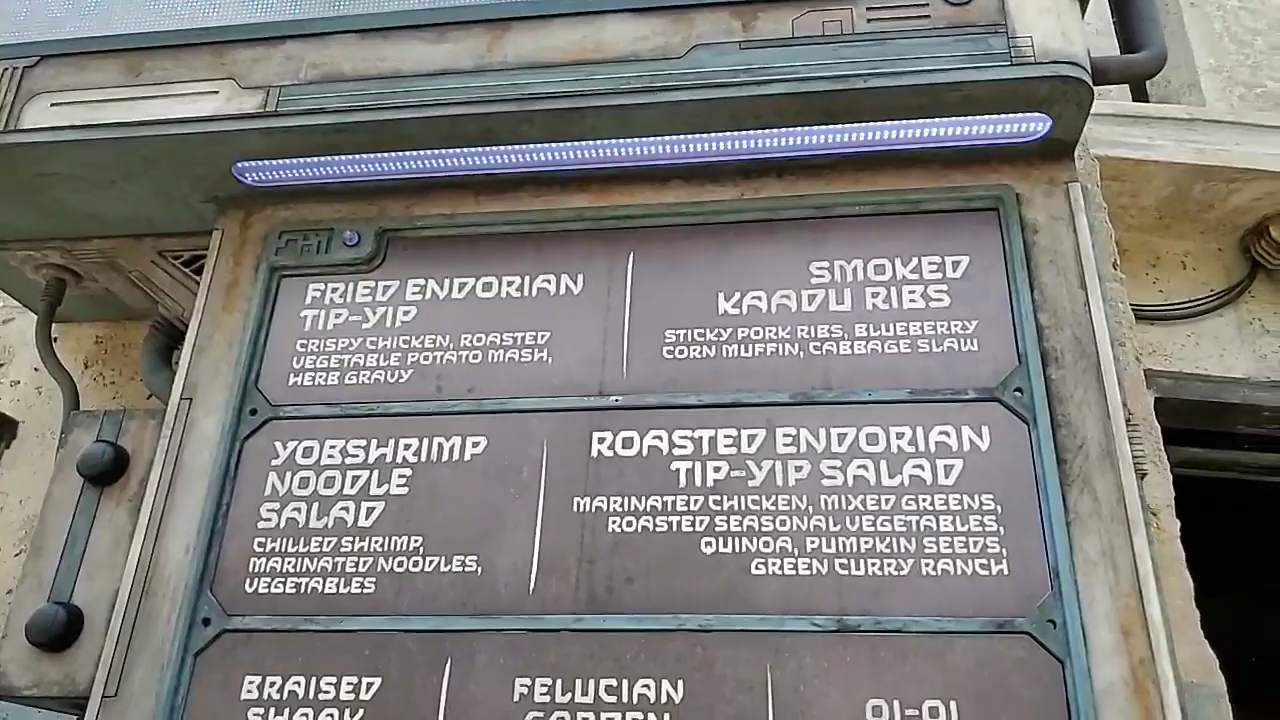 FRIED ENDORIAN
TIP-YIP
CRISPY CHICKEN, ROASTED
VEGETABLE POTATO MASH,
HERB GRAVY
SMOKED
KAADU RIBS
STICKY PORK RIBS, BLUEBERRY
CORN MUFFIN, CABBAGE SLAW
YOBSHRIMP
NOODLE
SALAD
CHILLED SHRIMP,
MARINATED NOODLES,
VEGETABLES
ROASTED ENDORIAN
TIP-YIP SALAD
MARINATED CHICKEN, MIXED GREENS,
ROASTED SEASONAL VEGETABLES,
QUINOA, PUMPKIN SEEDS,
GREEN CURRY RANCH
BRAISED
SHAAK
FELUCIAN
GARDEN